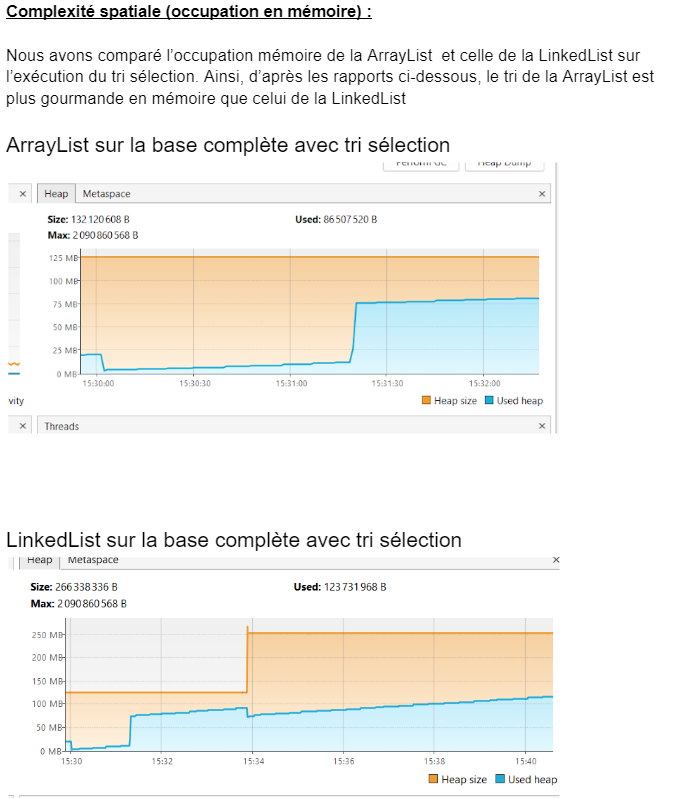 Complexité spatiale (occupation en mémoire) :
Nous avons comparé l'occupation mémoire de la ArrayList et celle de la LinkedList sur
l'exécution du tri sélection. Ainsi, d'après les rapports ci-dessous, le tri de la ArrayList est
plus gourmande en mémoire que celui de la LinkedList
ArrayList sur la base complète avec tri sélection
Perform GC Heap Dump
× Heap Metaspace ×
Size: 132 120 608 B Used: 86 507 520 B
Max: 2 090 860 568 B
125 MB
100 MB
75 MB
50 MB
25 MB
0 MB
15:30:00 15:30:30 15:31:00 15:31:30 15:32:00
vity
Heap size Used heap
× Threads ×
LinkedList sur la base complète avec tri sélection
Heap Metaspace ×
Size: 266 338 336 B Used: 123 731 968 B
Max: 2 090 860 568 B
250 MB
200 MB
150 MB
100 MB
50 MB
0 MB
15:30 15:32 15:34 15:36 15:38 15:40
Heap size Used heap